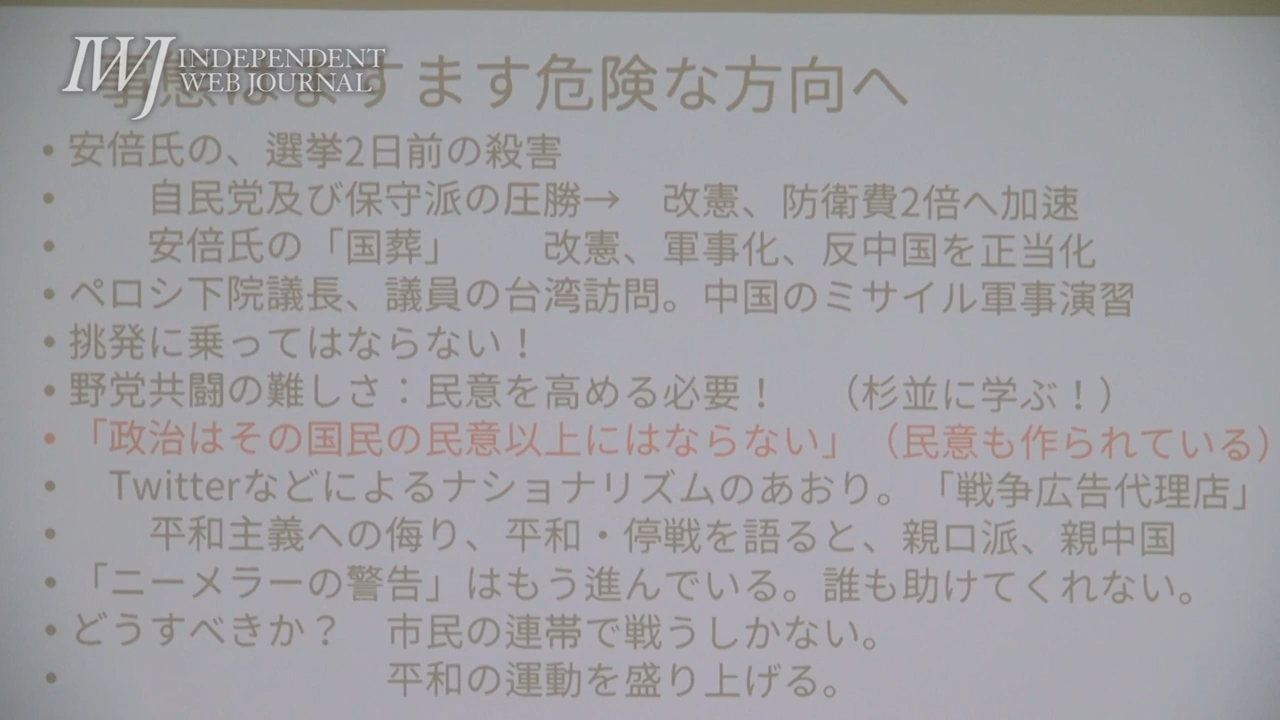 IWJ INDEPENDENT
WEB JOURNAL
事態はますます危険な方向へ
• 安倍氏の、選挙2日前の殺害
• 自民党及び保守派の圧勝→ 改憲、防衛費2倍へ加速
• 安倍氏の「国葬」 改憲、軍事化、反中国を正当化
• ペロシ下院議長、議員の台湾訪問。中国のミサイル軍事演習
• 挑発に乗ってはならない！
• 野党共闘の難しさ：民意を高める必要！ （杉並に学ぶ！）
• 「政治はその国民の民意以上にはならない」（民意も作られている）
• Twitterなどによるナショナリズムのあおり。「戦争広告代理店」
• 平和主義への侮り、平和・停戦を語ると、親ロ派、親中国
• 「ニーメラーの警告」はもう進んでいる。誰も助けてくれない。
• どうすべきか？ 市民の連帯で戦うしかない。
• 平和の運動を盛り上げる。